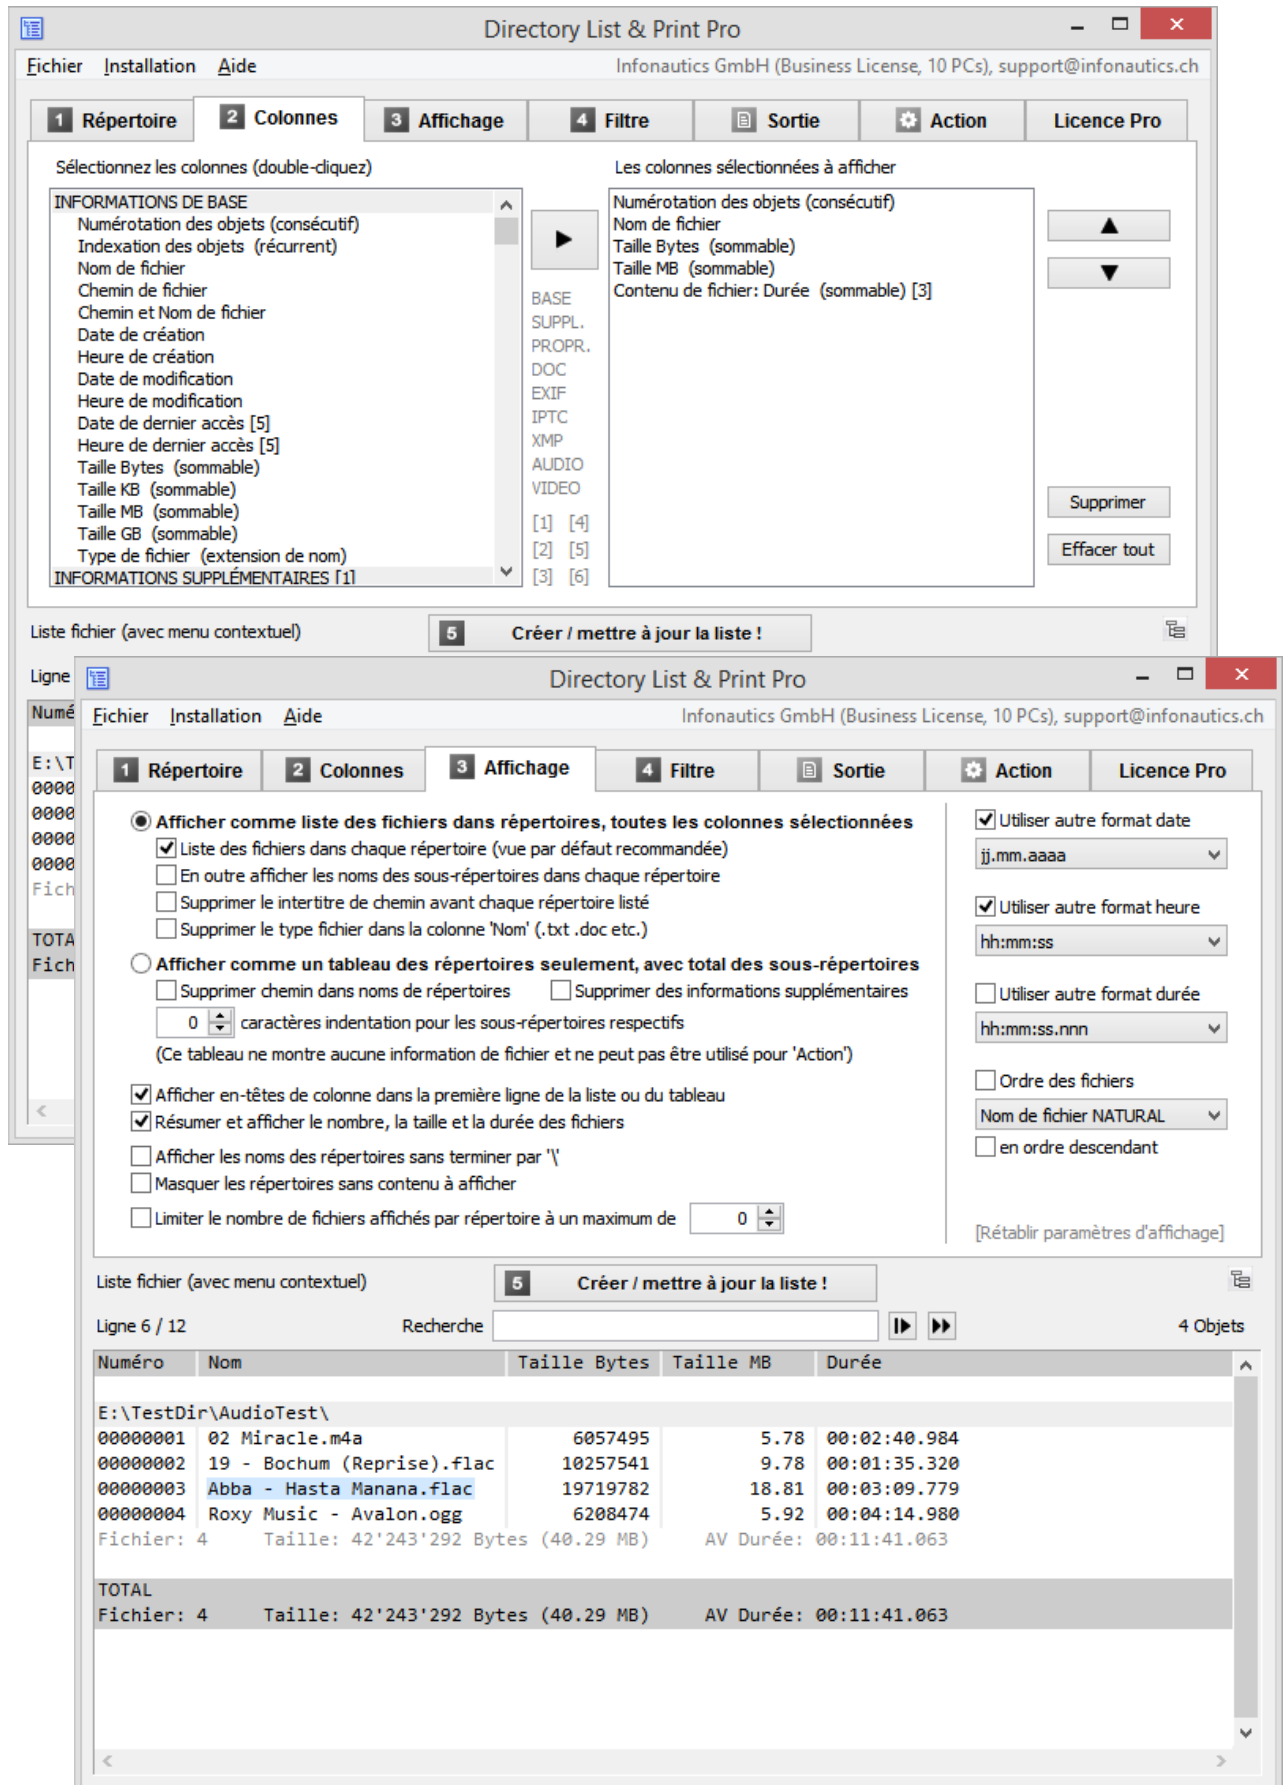 Directory List & Print Pro
Fichier Installation Aide
Infonautics GmbH (Business License, 10 PCs), support@infonautics.ch
1 Répertoire
2 Colonnes
3 Affichage
4 Filtre
Sortie
Action
Licence Pro
Sélectionnez les colonnes (double-cliquez)
INFORMATIONS DE BASE
Numérotation des objets (consécutif)
Indexation des objets (récurrent)
Nom de fichier
Chemin de fichier
Chemin et Nom de fichier
Date de création
Heure de création
Date de modification
Heure de modification
Date de dernier accès [5]
Heure de dernier accès [5]
Taille Bytes (sommable)
Taille KB (sommable)
Taille MB (sommable)
Taille GB (sommable)
Type de fichier (extension de nom)
INFORMATIONS SUPPLÉMENTAIRES [1]
BASE
SUPPL.
PROPR.
DOC
EXIF
IPTC
XMP
AUDIO
VIDEO
[1] [4]
[2] [5]
[3] [6]
Les colonnes sélectionnées à afficher
Numérotation des objets (consécutif)
Nom de fichier
Taille Bytes (sommable)
Taille MB (sommable)
Contenu de fichier: Durée (sommable) [3]
Supprimer
Effacer tout
Liste fichier (avec menu contextuel)
5 Créer / mettre à jour la liste !
Ligne
Numé
E:\T
0000
0000
0000
0000
Fich
TOTA
Fich
Directory List & Print Pro
Fichier Installation Aide
Infonautics GmbH (Business License, 10 PCs), support@infonautics.ch
1 Répertoire
2 Colonnes
3 Affichage
4 Filtre
Sortie
Action
Licence Pro
Afficher comme liste des fichiers dans répertoires, toutes les colonnes sélectionnées
Liste des fichiers dans chaque répertoire (vue par défaut recommandée)
En outre afficher les noms des sous-répertoires dans chaque répertoire
Supprimer le intertitre de chemin avant chaque répertoire listé
Supprimer le type fichier dans la colonne 'Nom' (.txt .doc etc.)
Afficher comme un tableau des répertoires seulement, avec total des sous-répertoires
Supprimer chemin dans noms de répertoires
Supprimer des informations supplémentaires
0 caractères indentation pour les sous-répertoires respectifs
(Ce tableau ne montre aucune information de fichier et ne peut pas être utilisé pour 'Action')
Afficher en-têtes de colonne dans la première ligne de la liste ou du tableau
Résumer et afficher le nombre, la taille et la durée des fichiers
Afficher les noms des répertoires sans terminer par '\'
Masquer les répertoires sans contenu à afficher
Limiter le nombre de fichiers affichés par répertoire à un maximum de 0
Utiliser autre format date
jj.mm.aaaa
Utiliser autre format heure
hh:mm:ss
Utiliser autre format durée
hh:mm:ss.nnn
Ordre des fichiers
Nom de fichier NATURAL
en ordre descendant
[Rétablir paramètres d'affichage]
Liste fichier (avec menu contextuel)
5 Créer / mettre à jour la liste !
Ligne 6 / 12
Recherche
4 Objets
Numéro Nom Taille Bytes Taille MB Durée
E:\TestDir\AudioTest\
00000001 02 Miracle.m4a 6057495 5.78 00:02:40.984
00000002 19 - Bochum (Reprise).flac 10257541 9.78 00:01:35.320
00000003 Abba - Hasta Manana.flac 19719782 18.81 00:03:09.779
00000004 Roxy Music - Avalon.ogg 6208474 5.92 00:04:14.980
Fichier: 4 Taille: 42'243'292 Bytes (40.29 MB) AV Durée: 00:11:41.063
TOTAL
Fichier: 4 Taille: 42'243'292 Bytes (40.29 MB) AV Durée: 00:11:41.063